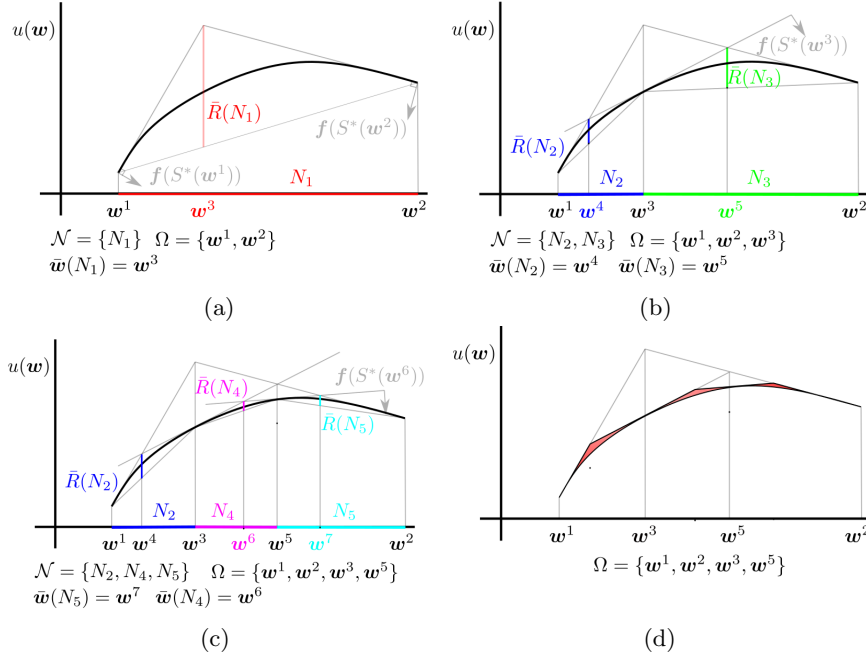 u(w)
R̄(N₁)
f(S*(w²))
f(S*(w¹))
N₁
w¹ w³ w²
𝒩 = {N₁} Ω = {w¹, w²}
w̄(N₁) = w³
(a)
u(w)
f(S*(w³))
R̄(N₃)
R̄(N₂)
N₂ N₃
w¹ w⁴ w³ w⁵ w²
𝒩 = {N₂, N₃} Ω = {w¹, w², w³}
w̄(N₂) = w⁴ w̄(N₃) = w⁵
(b)
u(w)
R̄(N₄) f(S*(w⁶))
R̄(N₅)
R̄(N₂)
N₂ N₄ N₅
w¹ w⁴ w³ w⁶ w⁵ w⁷ w²
𝒩 = {N₂, N₄, N₅} Ω = {w¹, w², w³, w⁵}
w̄(N₅) = w⁷ w̄(N₄) = w⁶
(c)
u(w)
w¹ w³ w⁵ w²
Ω = {w¹, w², w³, w⁵}
(d)